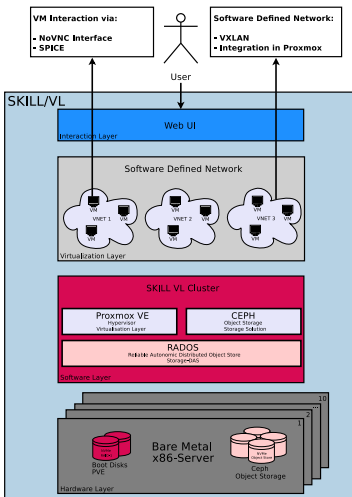 VM Interaction via:
- NoVNC Interface
- SPICE
Software Defined Network:
- VXLAN
- Integration in Proxmox
User
SKILL/VL
Web UI
Interaction Layer
Software Defined Network
VM
VNET 1
VM
VM
VM
VNET 2
VM
VM
VM
VNET 3
VM
VM
Virtualization Layer
SKILL VL Cluster
Proxmox VE
Hypervisor
Virtualisation Layer
CEPH
Object Storage
Storage Solution
RADOS
Reliable Autonomic Distributed Object Store
Storage-DAS
Software Layer
10
...
2
1
Bare Metal
x86-Server
Boot Disks
PVE
NVMe
Object Store
Ceph
Object Storage
Hardware Layer